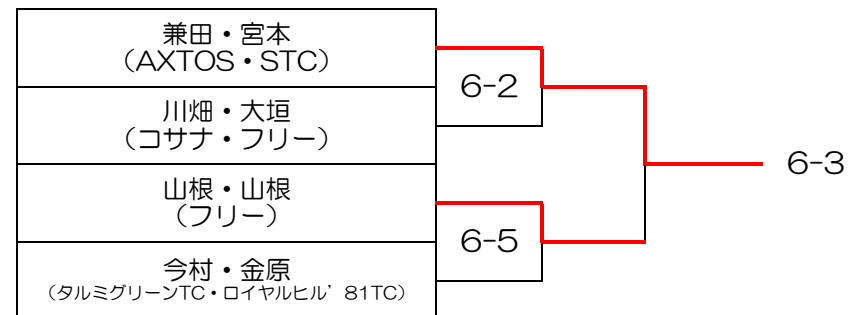 兼田・宮本
（AXTOS・STC）
6-2
川畑・大垣
（コサナ・フリー）
6-3
山根・山根
（フリー）
6-5
今村・金原
（タルミグリーンTC・ロイヤルヒル’81TC）